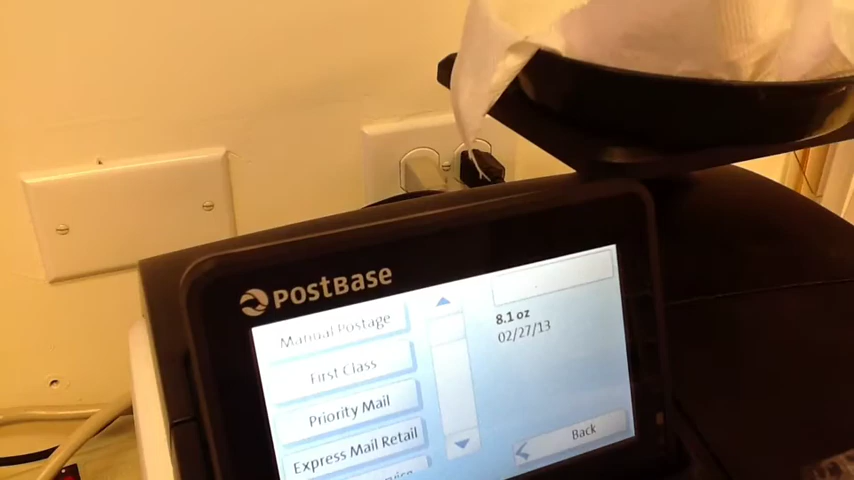 POSTBASE
Manual Postage
First Class
Priority Mail
Express Mail Retail
8.1 oz
02/27/13
Back